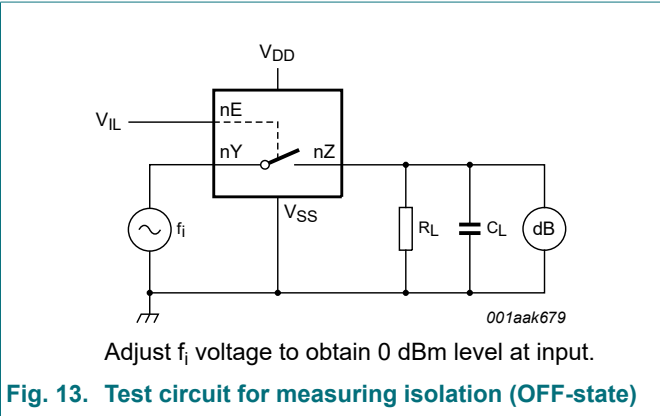 VDD
nE
VIL
nY
nZ
VSS
fi
RL
CL
dB
001aak679
Adjust fi voltage to obtain 0 dBm level at input.
Fig. 13. Test circuit for measuring isolation (OFF-state)